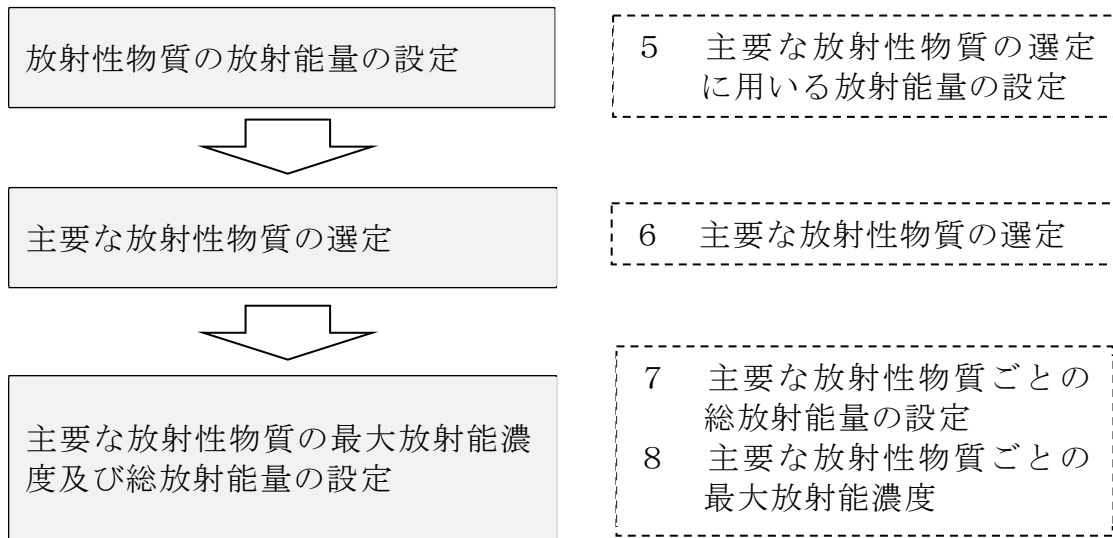 放射性物質の放射能量の設定
5 主要な放射性物質の選定
に用いる放射能量の設定
主要な放射性物質の選定
6 主要な放射性物質の選定
主要な放射性物質の最大放射能濃
度及び総放射能量の設定
7 主要な放射性物質ごとの
総放射能量の設定
8 主要な放射性物質ごとの
最大放射能濃度